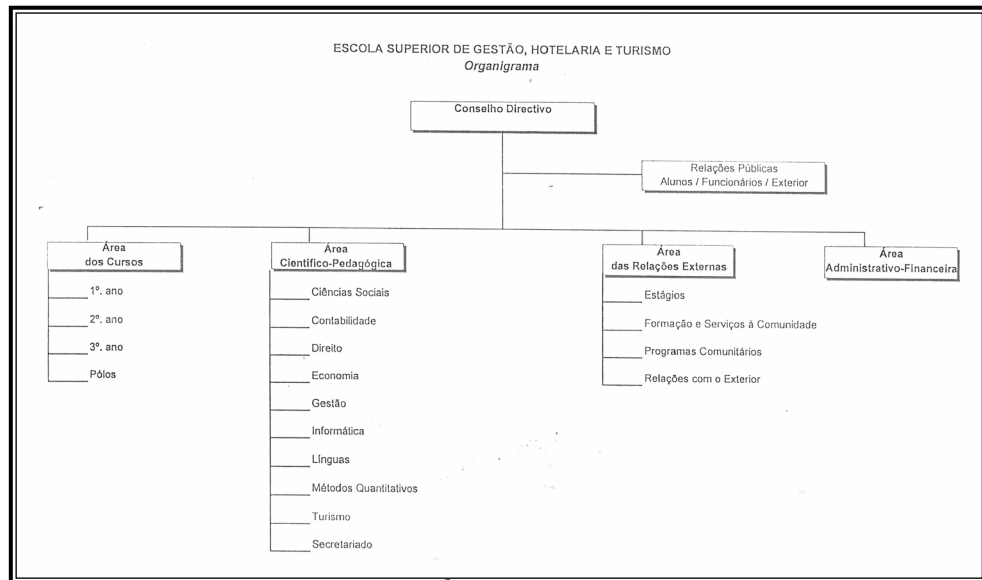 ESCOLA SUPERIOR DE GESTÃO, HOTELARIA E TURISMO
Organigrama
Conselho Directivo
Relações Públicas
Alunos / Funcionários / Exterior
Área
dos Cursos
1º. ano
2º. ano
3º. ano
Pólos
Área
Científico-Pedagógica
Ciências Sociais
Contabilidade
Direito
Economia
Gestão
Informática
Línguas
Métodos Quantitativos
Turismo
Secretariado
Área
das Relações Externas
Estágios
Formação e Serviços à Comunidade
Programas Comunitários
Relações com o Exterior
Área
Administrativo-Financeira